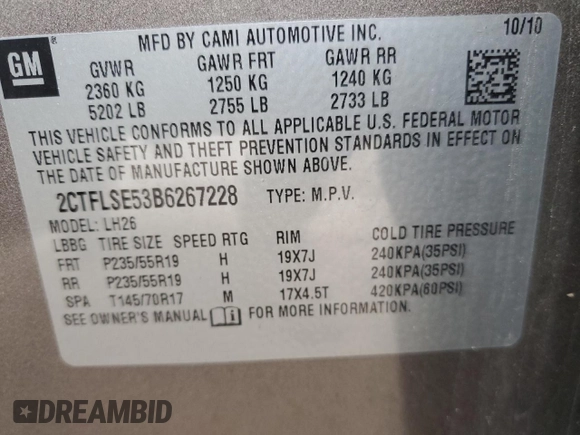 GM
MFD BY CAMI AUTOMOTIVE INC. 10/10
GVWR GAWR FRT GAWR RR
2360 KG 1250 KG 1240 KG
5202 LB 2755 LB 2733 LB
THIS VEHICLE CONFORMS TO ALL APPLICABLE U.S. FEDERAL MOTOR
VEHICLE SAFETY AND THEFT PREVENTION STANDARDS IN EFFECT ON
THE DATE OF MANUFACTURE SHOWN ABOVE.
2CTFLSE53B6267228 TYPE: M.P.V.
MODEL: LH26
LBBG TIRE SIZE SPEED RTG RIM COLD TIRE PRESSURE
FRT P235/55R19 H 19X7J 240KPA(35PSI)
RR P235/55R19 H 19X7J 240KPA(35PSI)
SPA T145/70R17 M 17X4.5T 420KPA(60PSI)
SEE OWNER'S MANUAL i FOR MORE INFORMATION.
DREAMBID